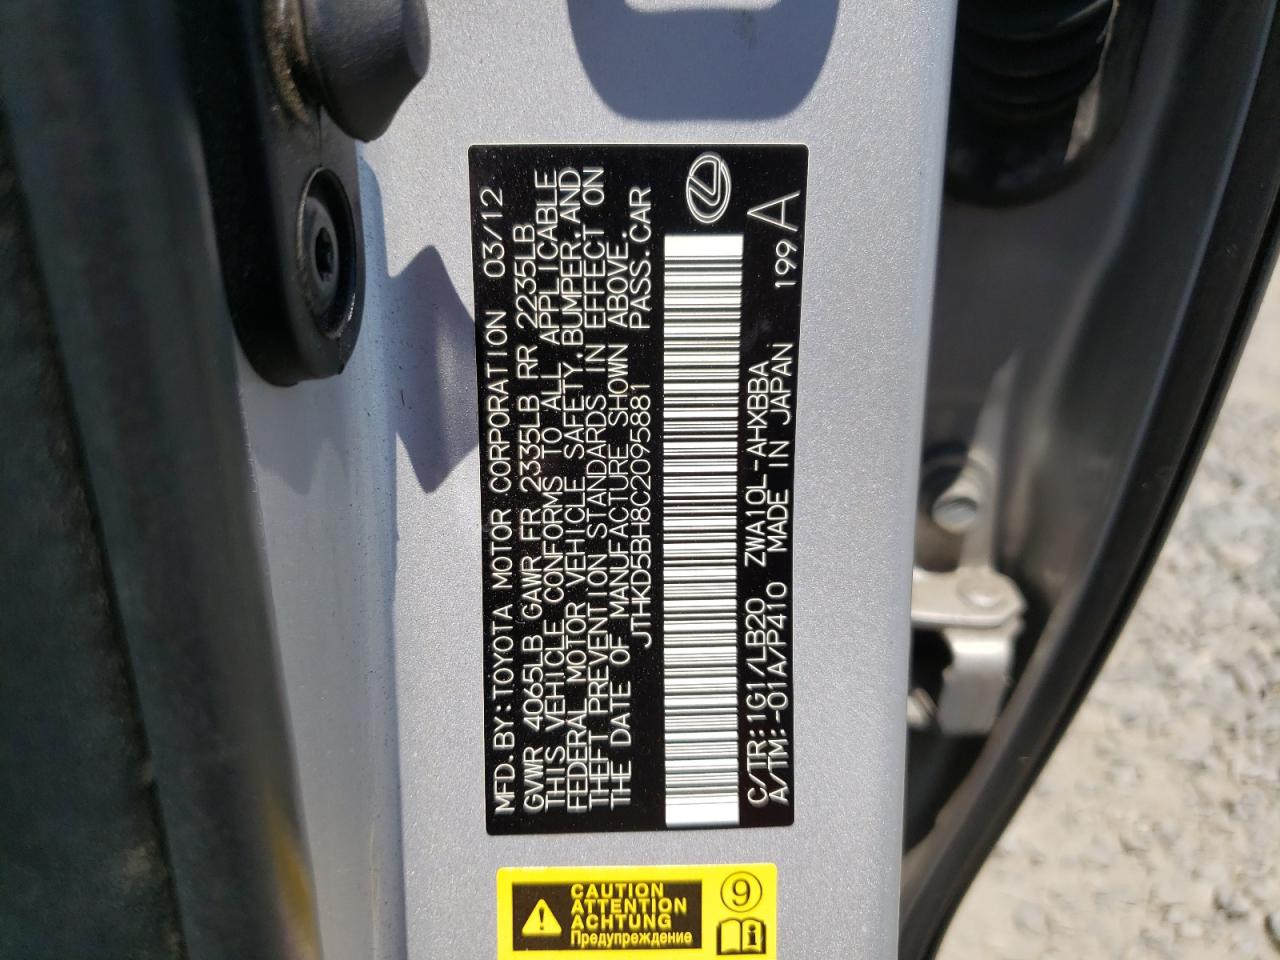 MFD.BY:TOYOTA MOTOR CORPORATION 03/12
GVWR 4065LB GAWR FR 2335LB RR 2235LB
THIS VEHICLE CONFORMS TO ALL APPLICABLE
FEDERAL MOTOR VEHICLE SAFETY,BUMPER,AND
THEFT PREVENTION STANDARDS IN EFFECT ON
THE DATE OF MANUFACTURE SHOWN ABOVE.
JTHKD5BH8C2095881 PASS.CAR
C/TR:1G1/LB20 ZWA10L-AHXBBA 199A
A/TM:-01A/P410 MADE IN JAPAN
CAUTION
ATTENTION
ACHTUNG
Предупреждение
9